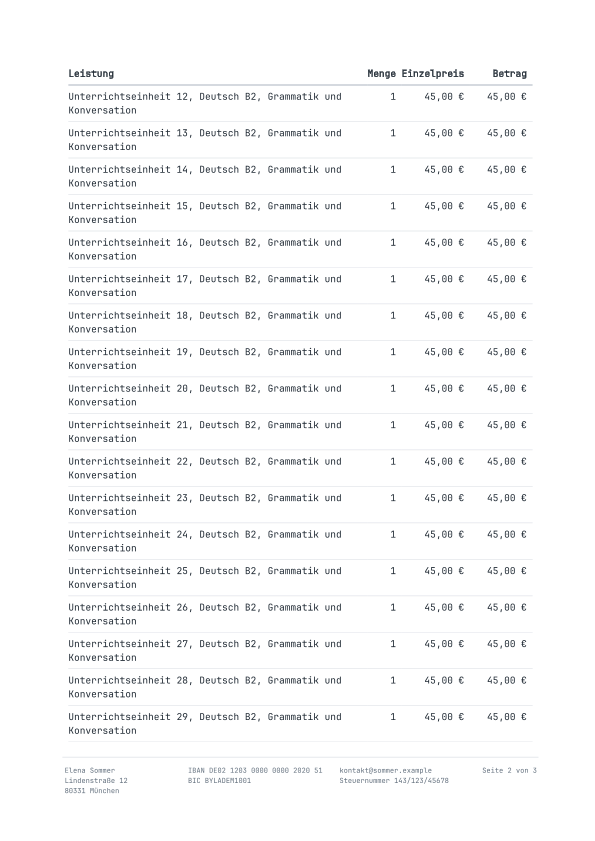 Leistung Menge Einzelpreis Betrag
Unterrichtseinheit 12, Deutsch B2, Grammatik und 1 45,00 € 45,00 €
Konversation
Unterrichtseinheit 13, Deutsch B2, Grammatik und 1 45,00 € 45,00 €
Konversation
Unterrichtseinheit 14, Deutsch B2, Grammatik und 1 45,00 € 45,00 €
Konversation
Unterrichtseinheit 15, Deutsch B2, Grammatik und 1 45,00 € 45,00 €
Konversation
Unterrichtseinheit 16, Deutsch B2, Grammatik und 1 45,00 € 45,00 €
Konversation
Unterrichtseinheit 17, Deutsch B2, Grammatik und 1 45,00 € 45,00 €
Konversation
Unterrichtseinheit 18, Deutsch B2, Grammatik und 1 45,00 € 45,00 €
Konversation
Unterrichtseinheit 19, Deutsch B2, Grammatik und 1 45,00 € 45,00 €
Konversation
Unterrichtseinheit 20, Deutsch B2, Grammatik und 1 45,00 € 45,00 €
Konversation
Unterrichtseinheit 21, Deutsch B2, Grammatik und 1 45,00 € 45,00 €
Konversation
Unterrichtseinheit 22, Deutsch B2, Grammatik und 1 45,00 € 45,00 €
Konversation
Unterrichtseinheit 23, Deutsch B2, Grammatik und 1 45,00 € 45,00 €
Konversation
Unterrichtseinheit 24, Deutsch B2, Grammatik und 1 45,00 € 45,00 €
Konversation
Unterrichtseinheit 25, Deutsch B2, Grammatik und 1 45,00 € 45,00 €
Konversation
Unterrichtseinheit 26, Deutsch B2, Grammatik und 1 45,00 € 45,00 €
Konversation
Unterrichtseinheit 27, Deutsch B2, Grammatik und 1 45,00 € 45,00 €
Konversation
Unterrichtseinheit 28, Deutsch B2, Grammatik und 1 45,00 € 45,00 €
Konversation
Unterrichtseinheit 29, Deutsch B2, Grammatik und 1 45,00 € 45,00 €
Konversation
Elena Sommer IBAN DE02 1203 0000 0000 2020 51 kontakt@sommer.example Seite 2 von 3
Lindenstraße 12 BIC BYLADEM1001 Steuernummer 143/123/45678
80331 München